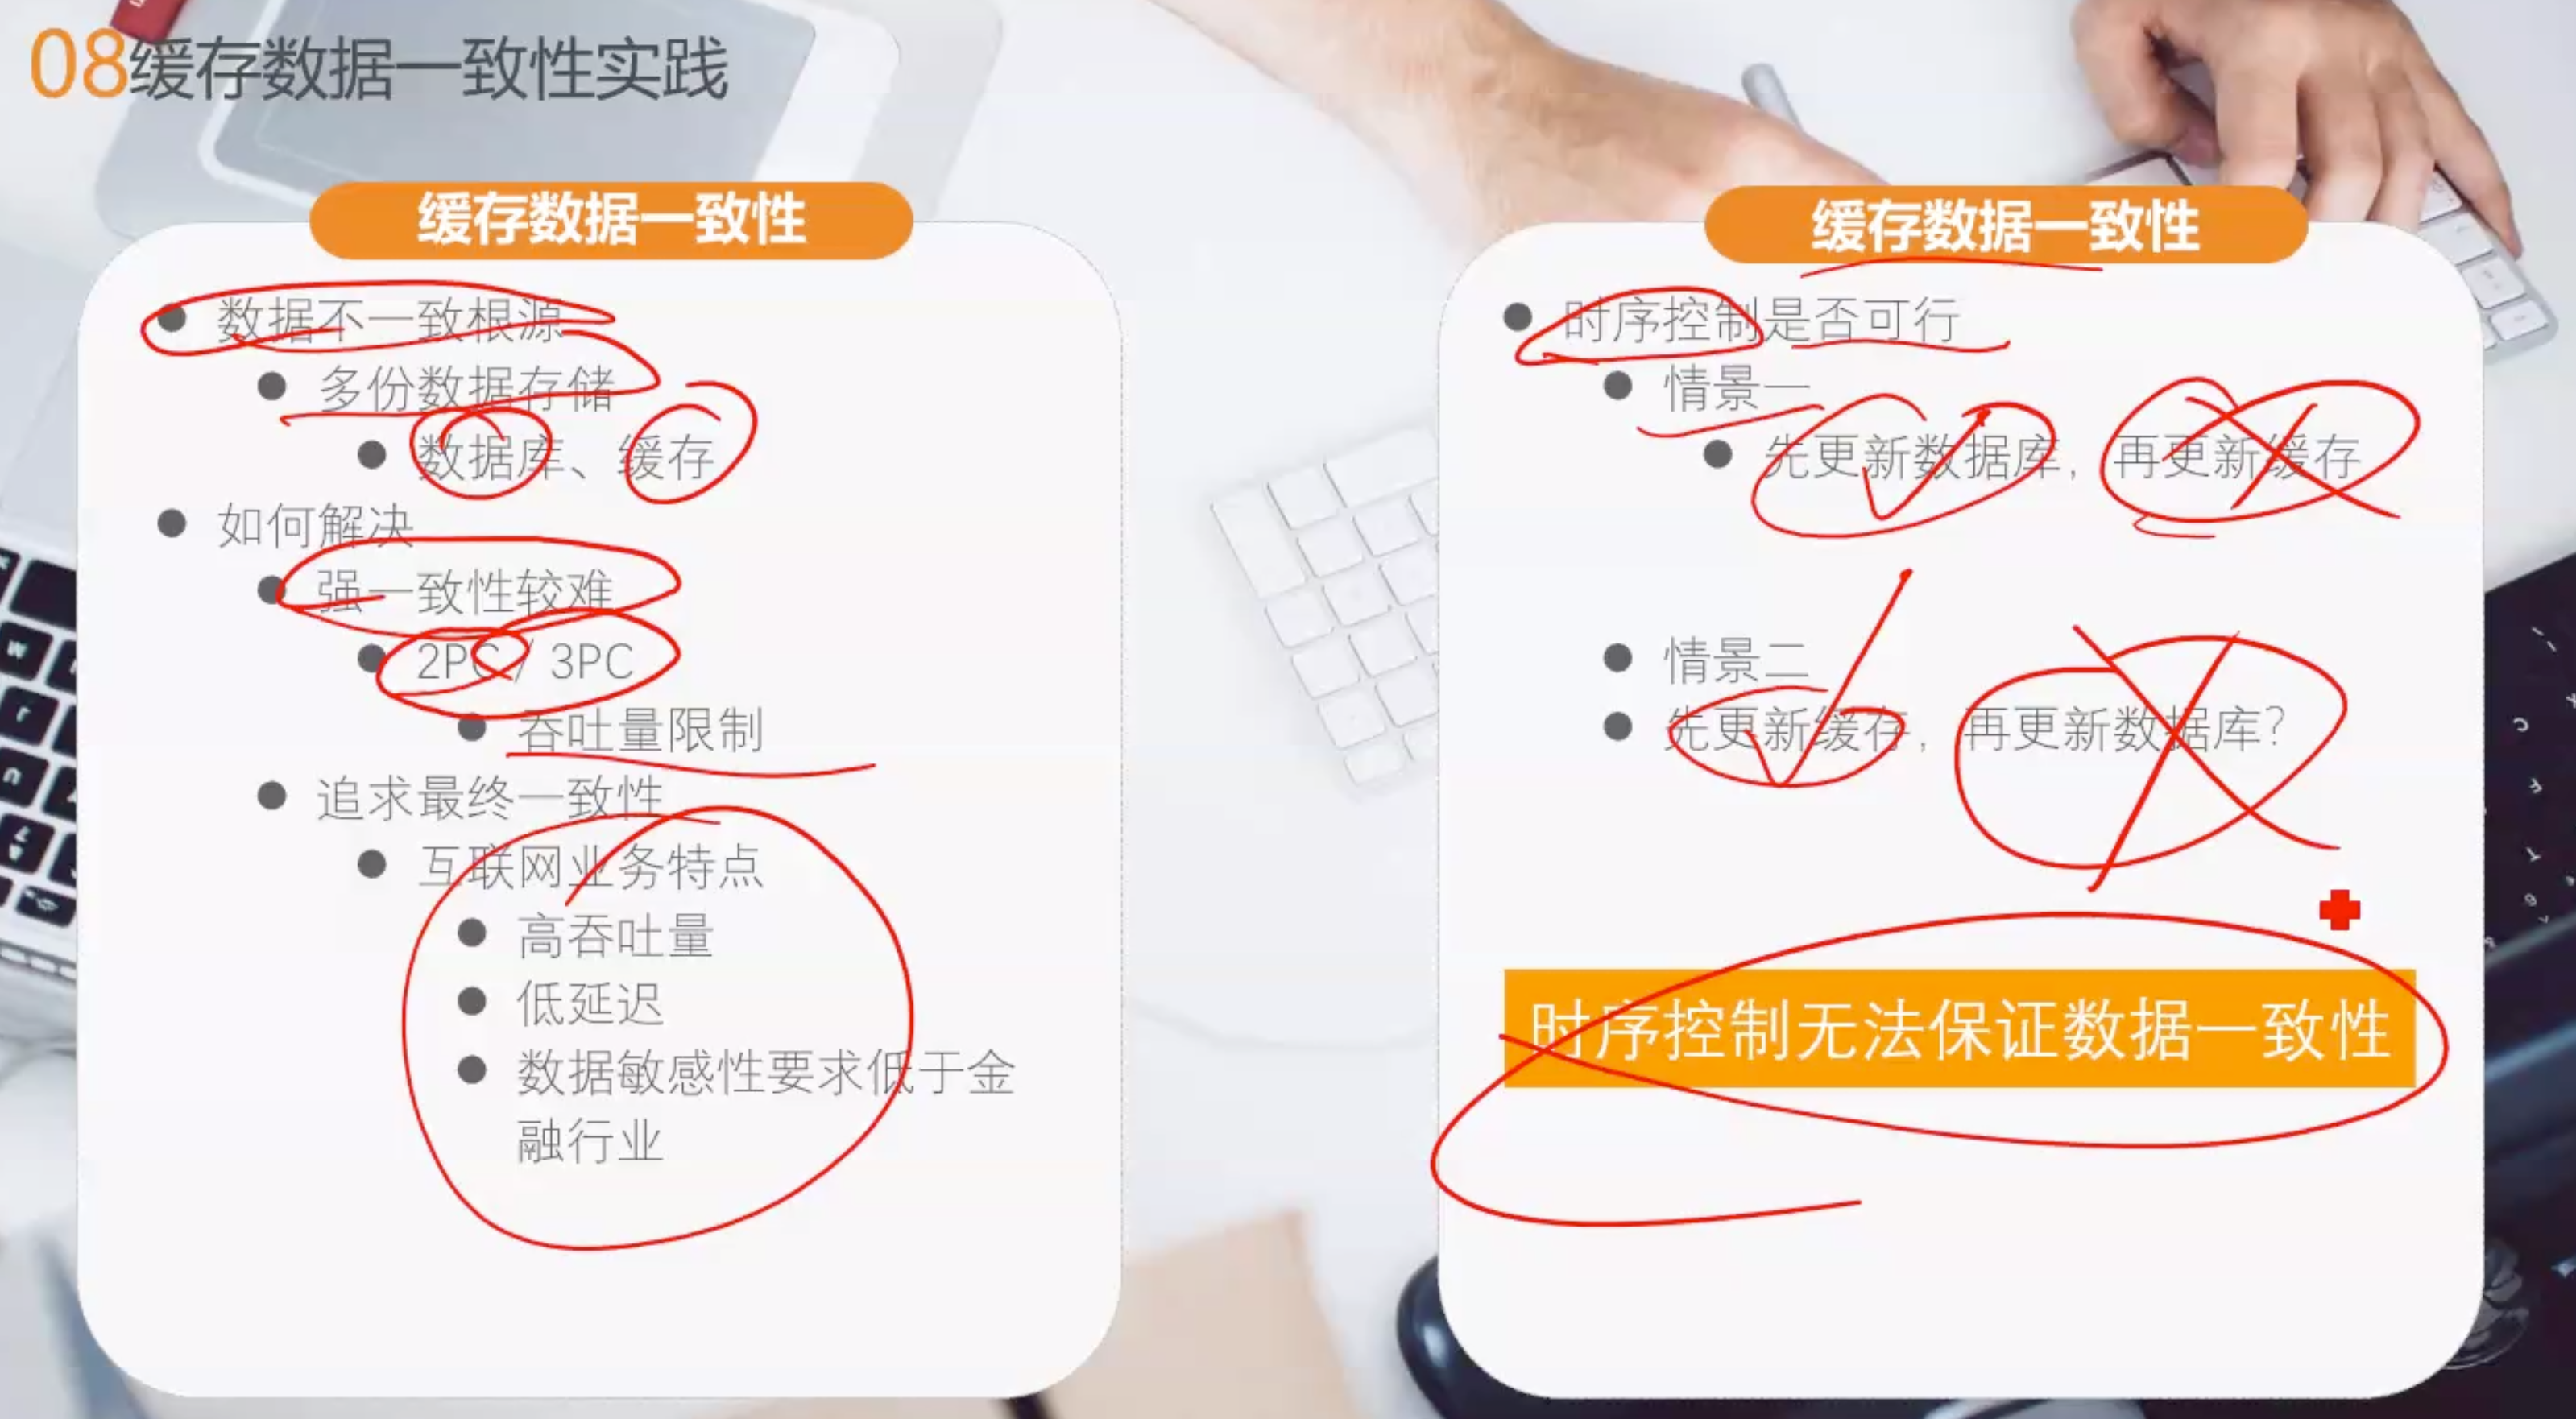 08缓存数据一致性实践
缓存数据一致性
数据不一致根源
多份数据存储
数据库、缓存
如何解决
强一致性较难
2PC/ 3PC
吞吐量限制
追求最终一致性
互联网业务特点
高吞吐量
低延迟
数据敏感性要求低于金
融行业
缓存数据一致性
时序控制是否可行
情景一
先更新数据库，再更新缓存
情景二
先更新缓存，再更新数据库？
时序控制无法保证数据一致性